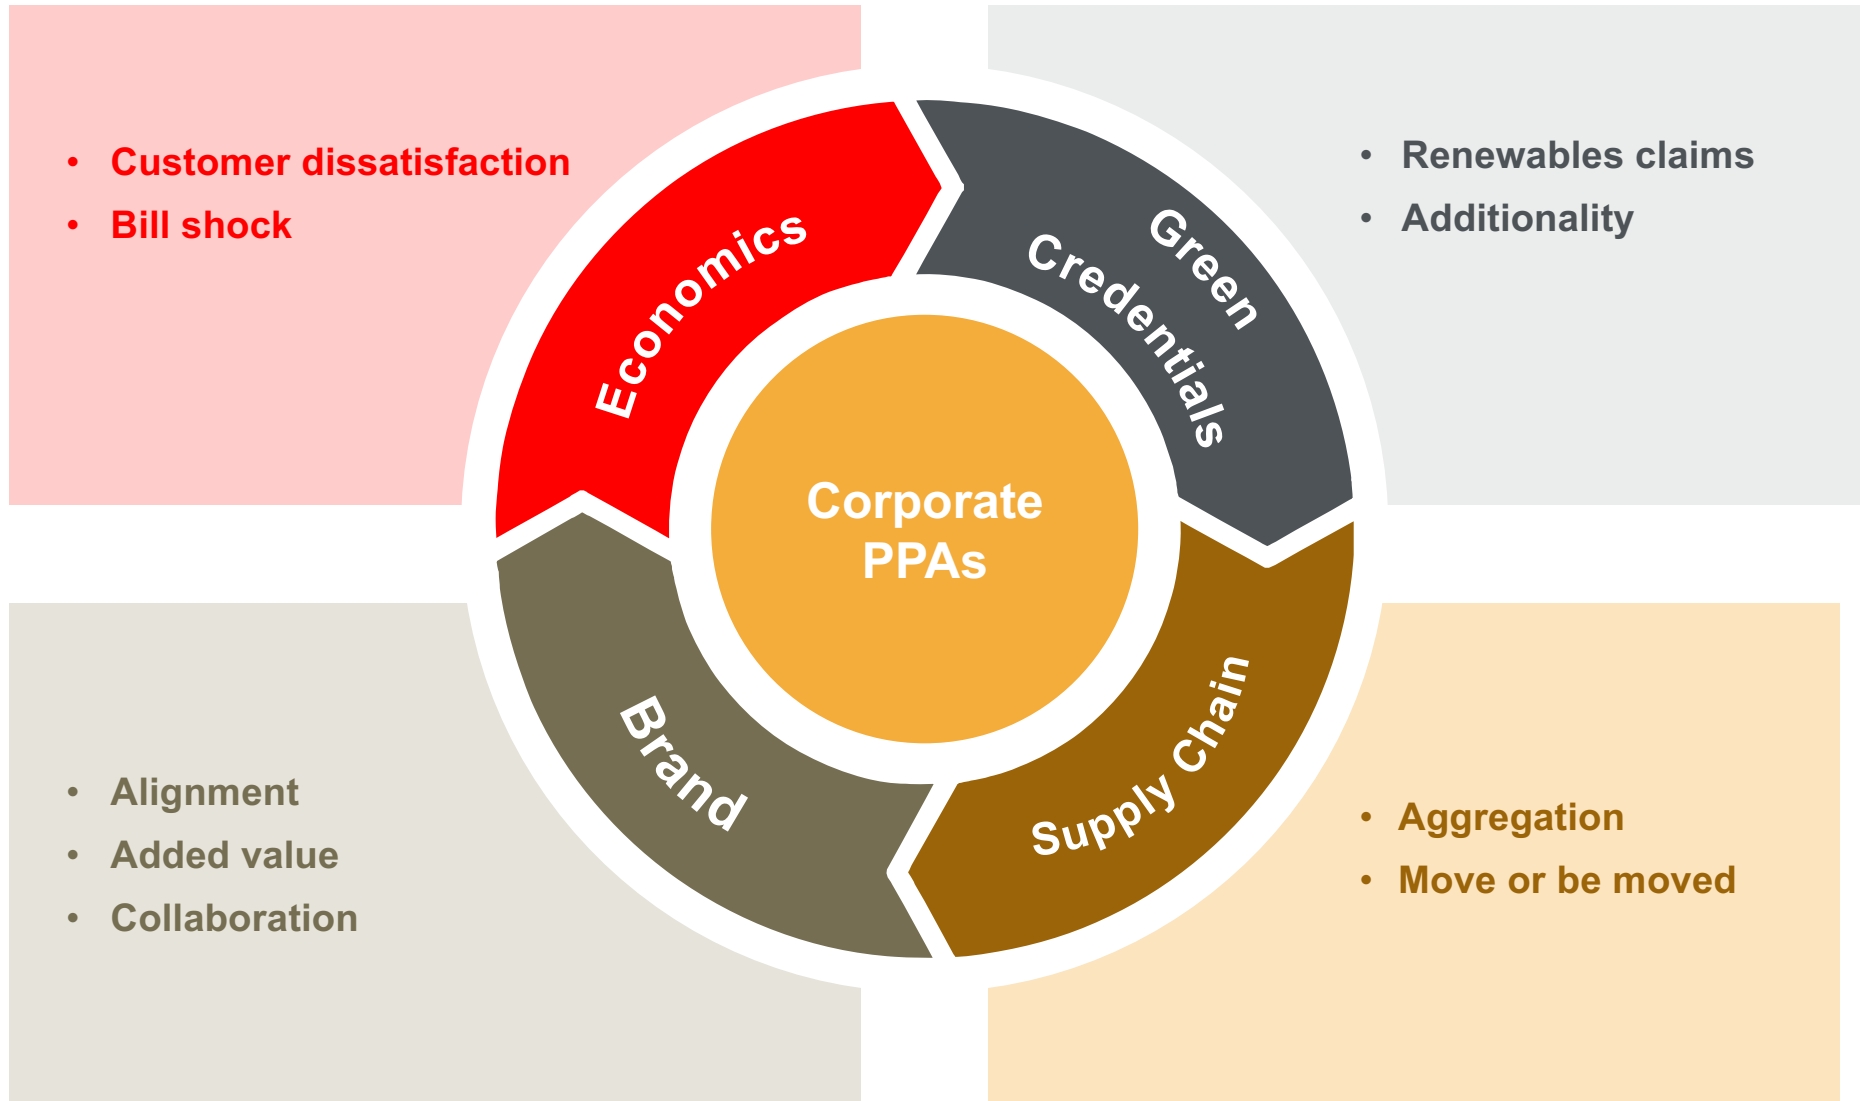 • Customer dissatisfaction
• Bill shock
• Renewables claims
• Additionality
Economics
Green
Credentials
Corporate
PPAs
Brand
Supply Chain
• Alignment
• Added value
• Collaboration
• Aggregation
• Move or be moved